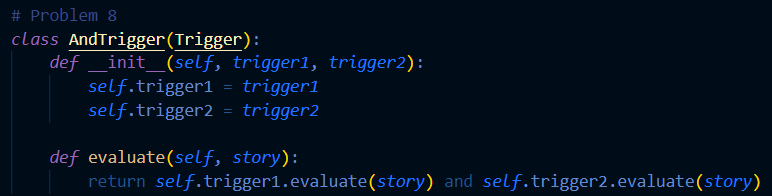 # Problem 8
class AndTrigger(Trigger):
    def __init__(self, trigger1, trigger2):
        self.trigger1 = trigger1
        self.trigger2 = trigger2

    def evaluate(self, story):
        return self.trigger1.evaluate(story) and self.trigger2.evaluate(story)